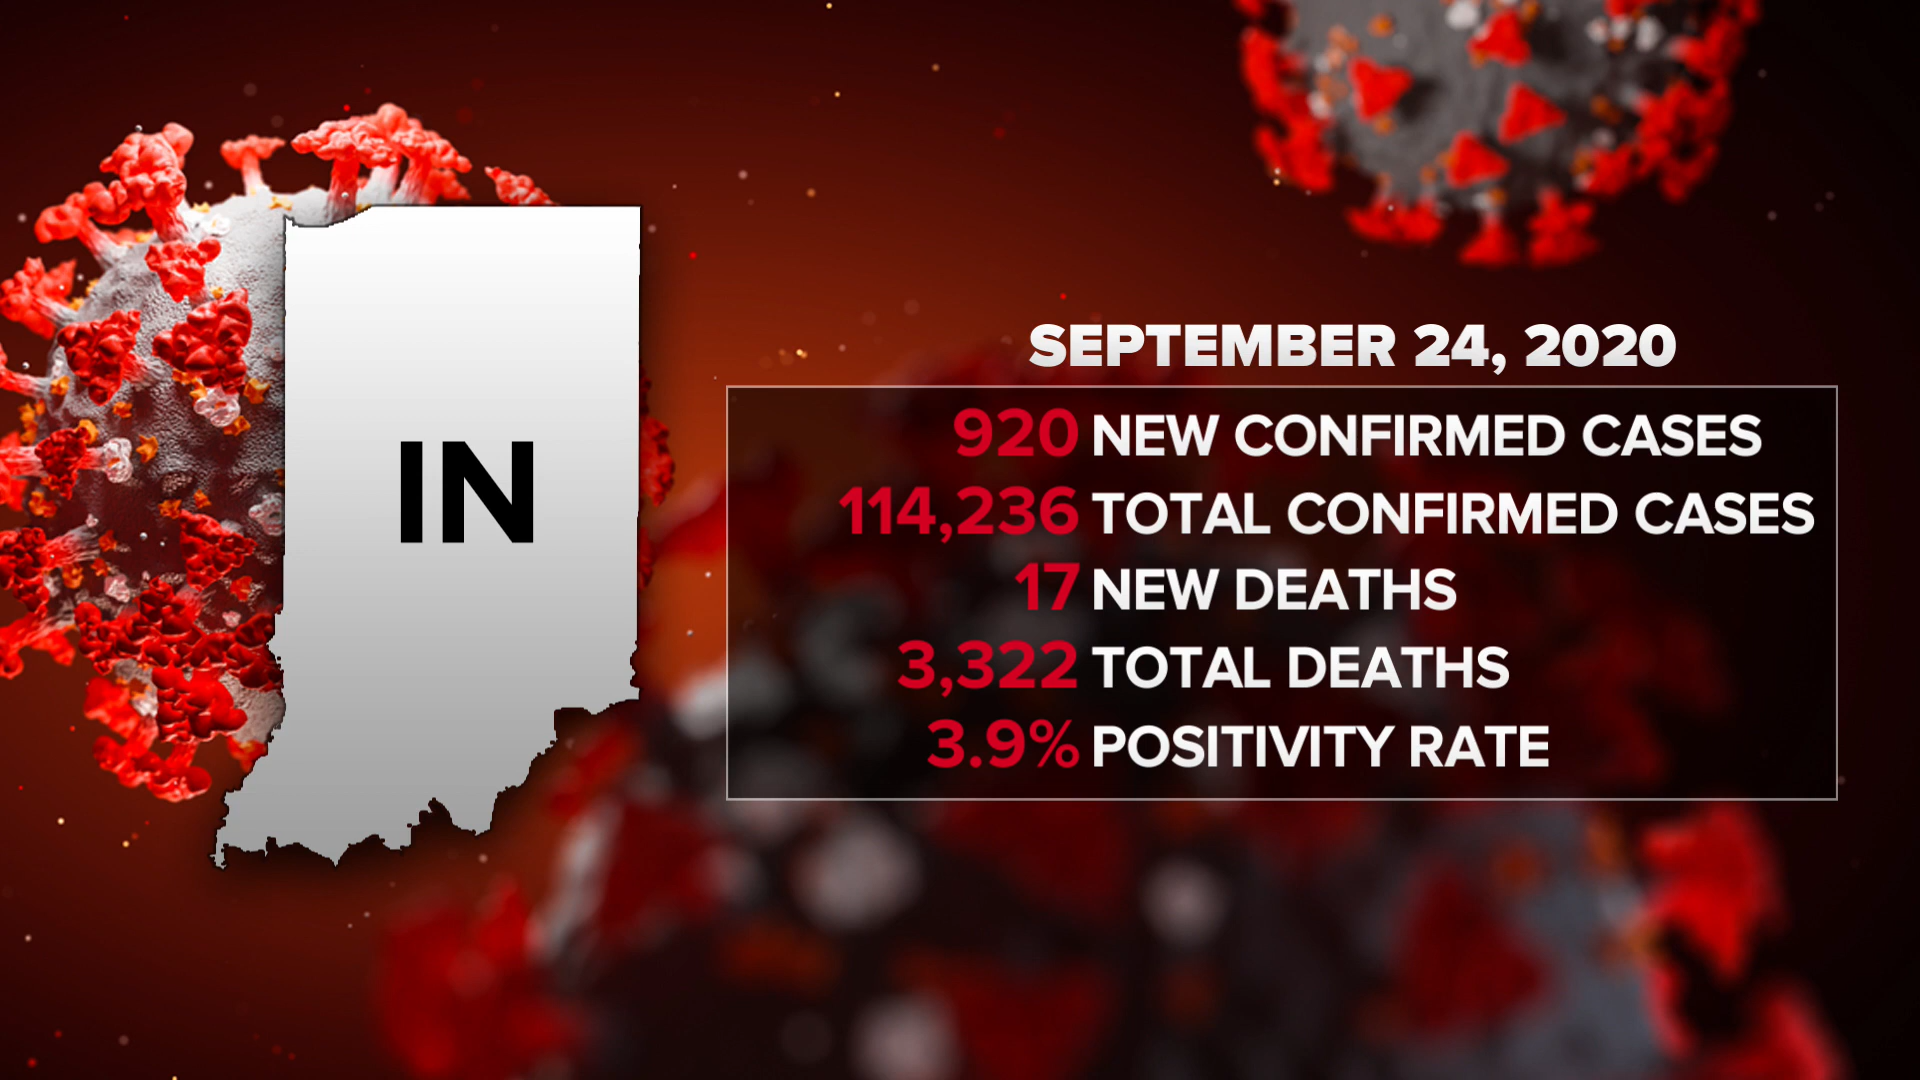 IN
SEPTEMBER 24, 2020
920 NEW CONFIRMED CASES
114,236 TOTAL CONFIRMED CASES
17 NEW DEATHS
3,322 TOTAL DEATHS
3.9% POSITIVITY RATE